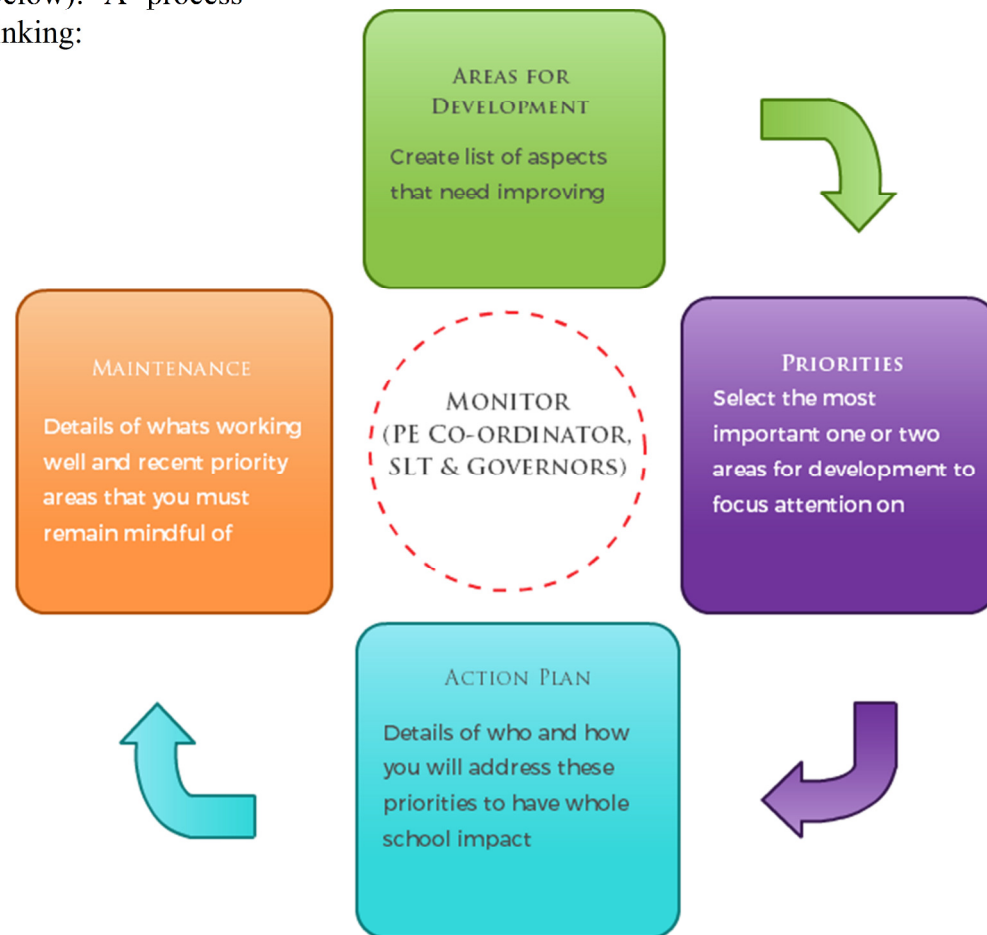 below). A process
nking:
AREAS FOR
DEVELOPMENT
Create list of aspects
that need improving
MAINTENANCE
Details of whats working
well and recent priority
areas that you must
remain mindful of
MONITOR
(PE CO-ORDINATOR,
SLT & GOVERNORS)
PRIORITIES
Select the most
important one or two
areas for development to
focus attention on
ACTION PLAN
Details of who and how
you will address these
priorities to have whole
school impact